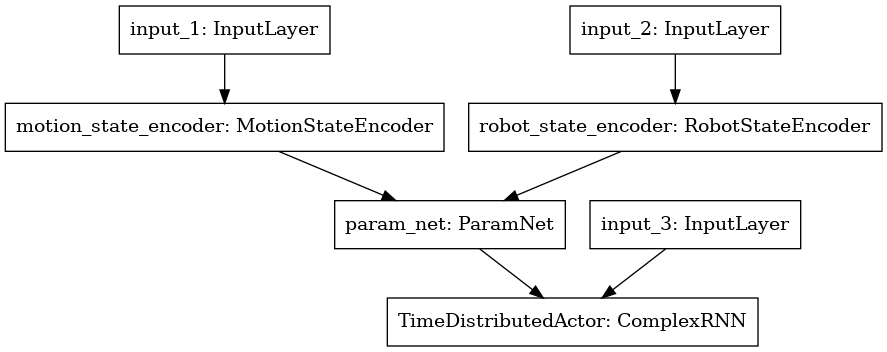 input_1: InputLayer
input_2: InputLayer
motion_state_encoder: MotionStateEncoder
robot_state_encoder: RobotStateEncoder
param_net: ParamNet
input_3: InputLayer
TimeDistributedActor: ComplexRNN